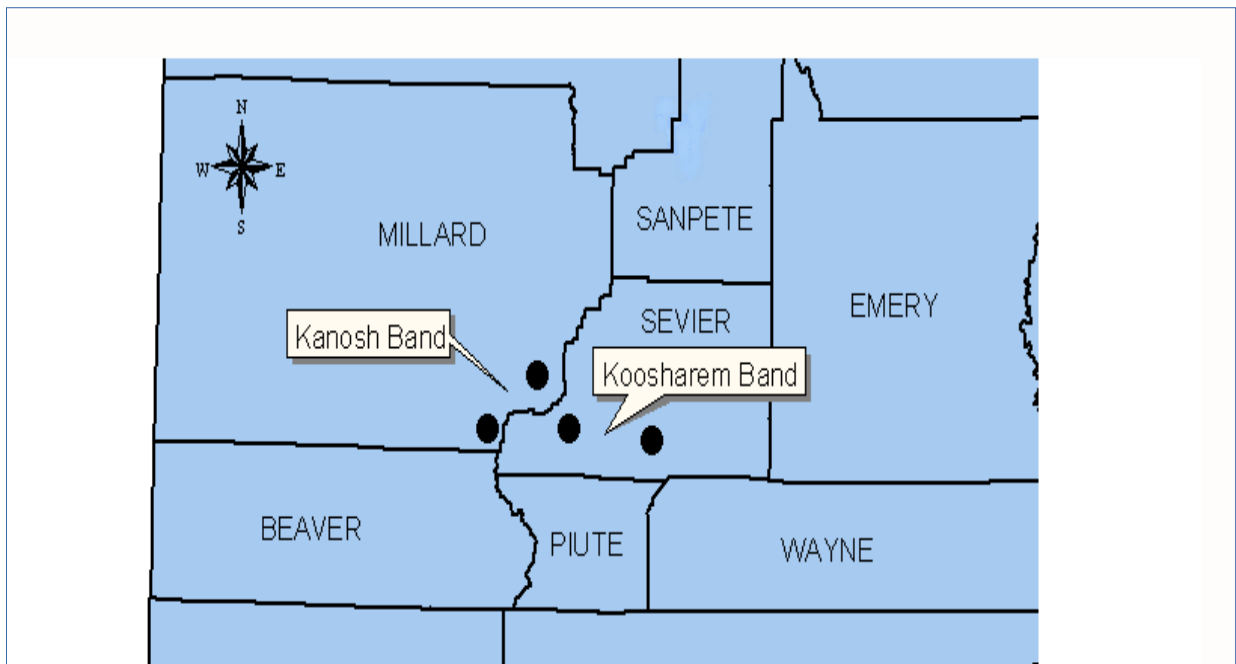 N
W E
S
MILLARD
SANPETE
EMERY
SEVIER
Kanosh Band
Koosharem Band
BEAVER
PIUTE
WAYNE